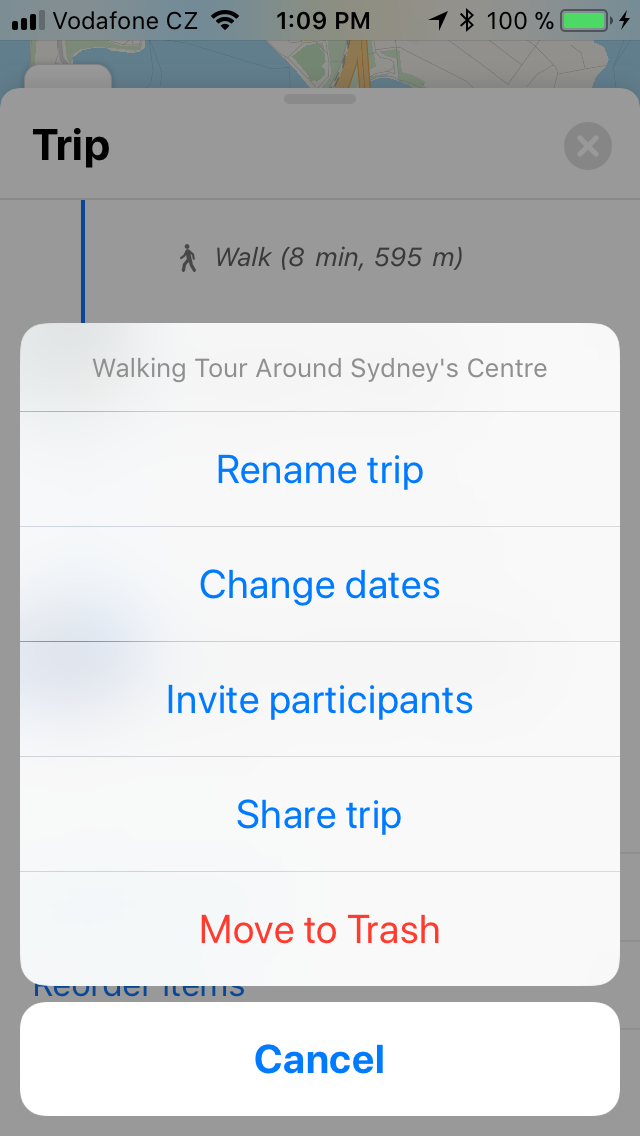 Vodafone CZ 1:09 PM 100 %
Trip
Walk (8 min, 595 m)
Walking Tour Around Sydney's Centre
Rename trip
Change dates
Invite participants
Share trip
Move to Trash
Reorder items
Cancel